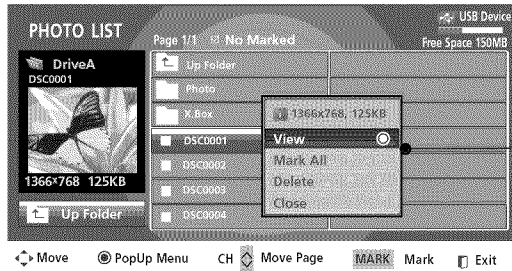 PHOTO LIST
Page 1/1 No Marked
USB Device
Free Space 150MB
DriveA
DSC0001
1366x768 125KB
Up Folder
Up Folder
Photo
X.Box
DSC0001
DSC0002
DSC0003
DSC0004
1366x768, 125KB
View
Mark All
Delete
Close
Move
PopUp Menu
CH Move Page
MARK Mark
Exit